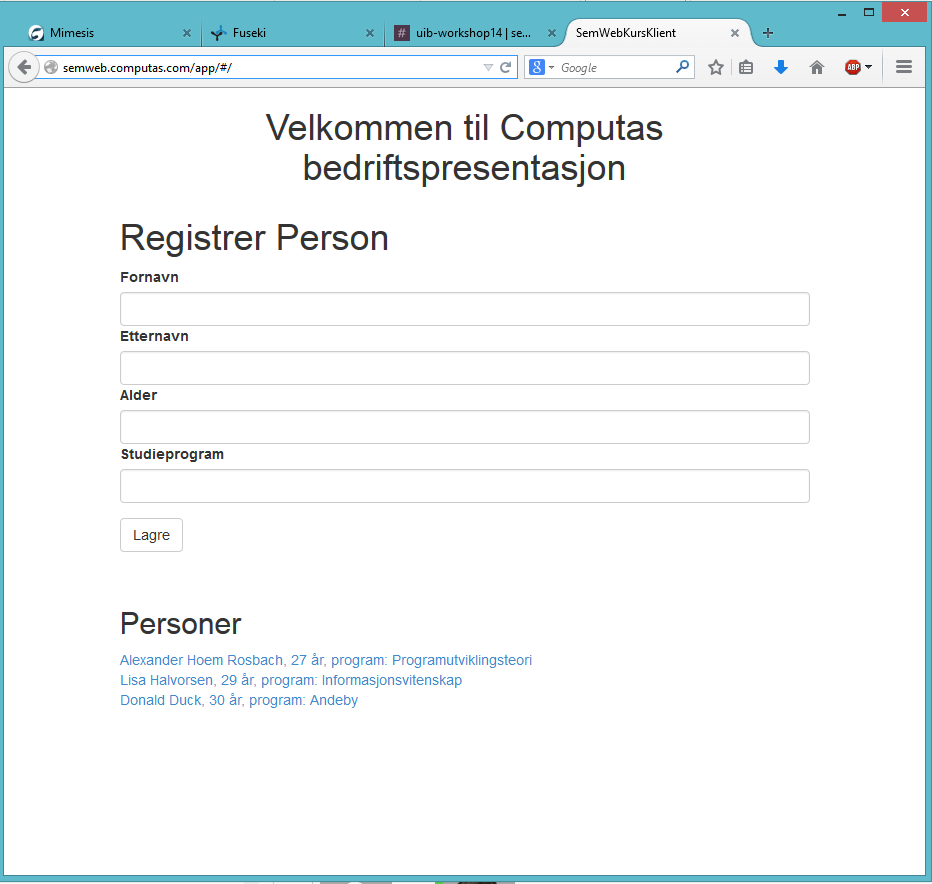 Mimesis
Fuseki
# uib-workshop14 | se...
SemWebKursKlient
semweb.computas.com/app/#/
8 Google
ABP
Velkommen til Computas
bedriftspresentasjon
Registrer Person
Fornavn
Etternavn
Alder
Studieprogram
Lagre
Personer
Alexander Hoem Rosbach, 27 år, program: Programutviklingsteori
Lisa Halvorsen, 29 år, program: Informasjonsvitenskap
Donald Duck, 30 år, program: Andeby